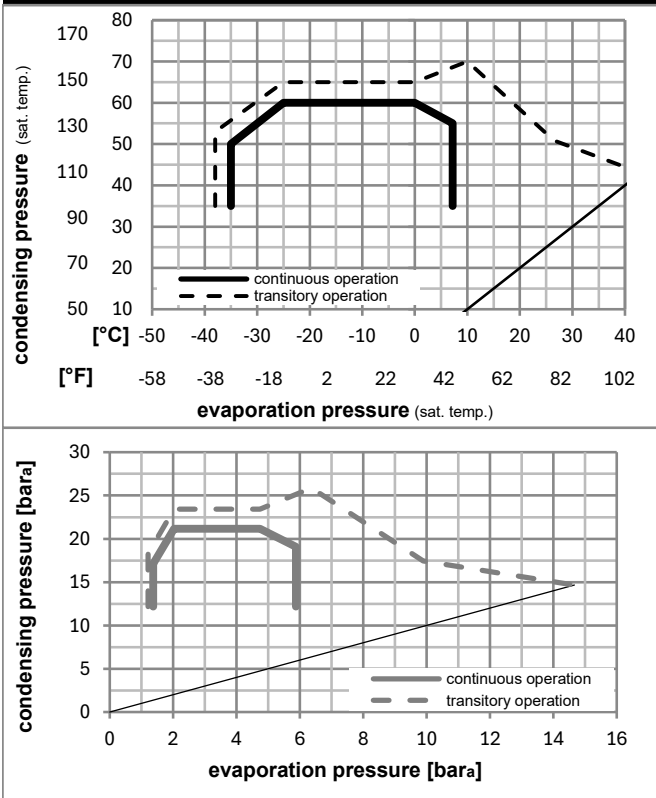 condensing pressure (sat. temp.)
170 80
70
150 60
130 50
110 40
90 30
70 20
50 10
continuous operation
transitory operation
[°C] -50 -40 -30 -20 -10 0 10 20 30 40
[°F] -58 -38 -18 2 22 42 62 82 102
evaporation pressure (sat. temp.)
condensing pressure [bara]
30
25
20
15
10
5
0
continuous operation
transitory operation
0 2 4 6 8 10 12 14 16
evaporation pressure [bara]